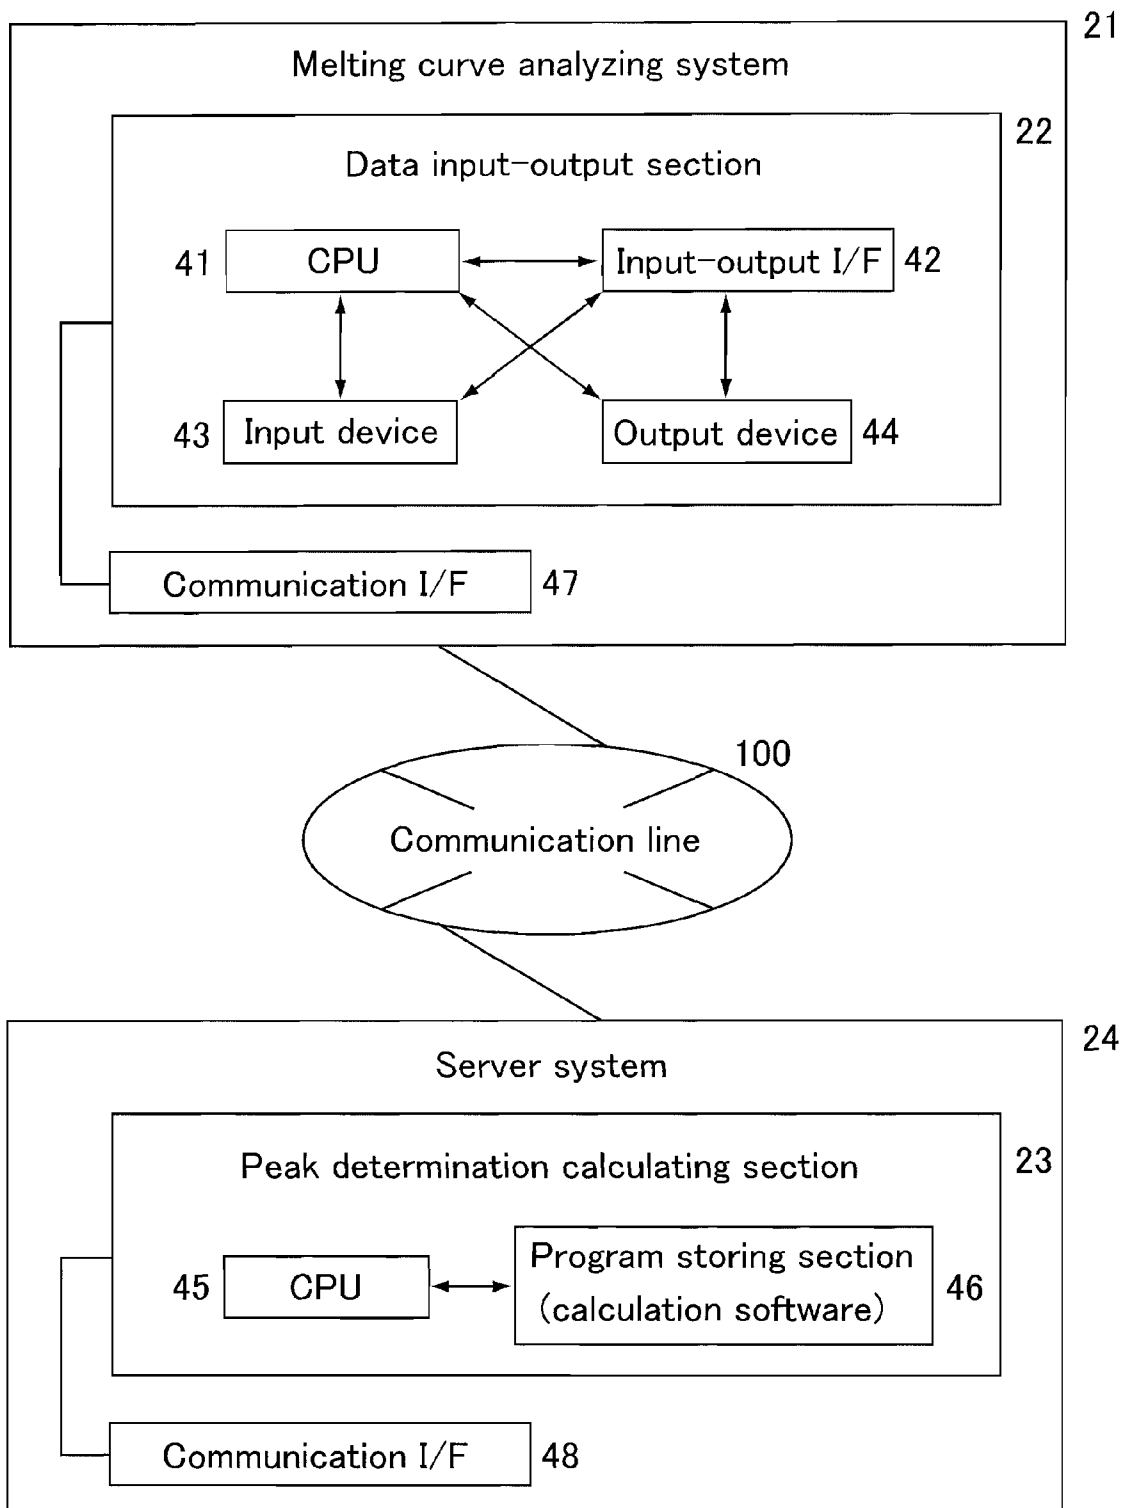 21
Melting curve analyzing system
22
Data input-output section
41
CPU
Input-output I/F
42
43
Input device
Output device
44
Communication I/F
47
100
Communication line
24
Server system
23
Peak determination calculating section
45
CPU
Program storing section
(calculation software)
46
Communication I/F
48